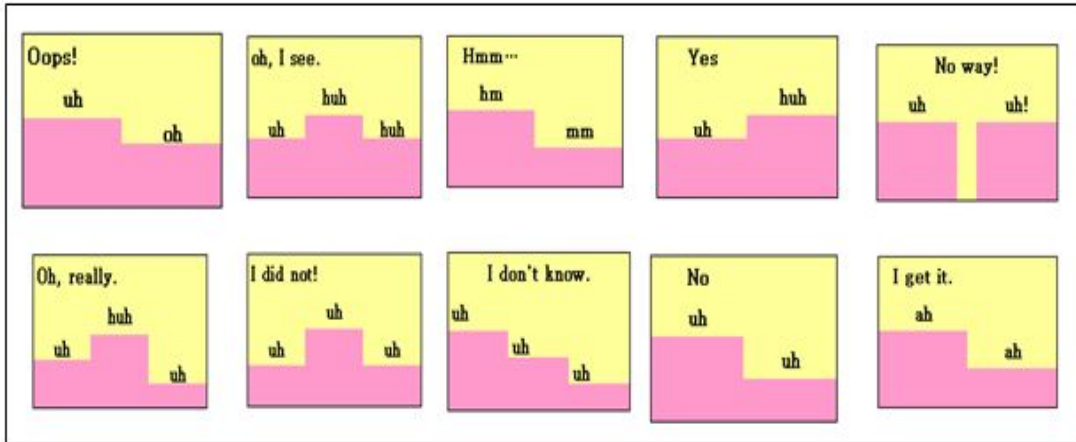 Oops!
uh
oh
oh, I see.
huh
uh
huh
Hmm…
hm
mm
Yes
huh
uh
No way!
uh
uh!
Oh, really.
huh
uh
uh
I did not!
uh
uh
uh
I don't know.
uh
uh
uh
No
uh
uh
I get it.
ah
ah